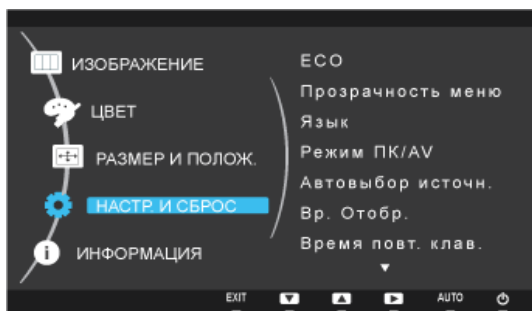 ИЗОБРАЖЕНИЕ
ЦВЕТ
РАЗМЕР И ПОЛОЖ.
НАСТР. И СБРОС
ИНФОРМАЦИЯ
ECO
Прозрачность меню
Язык
Режим ПК/AV
Автовыбор источн.
Вр. Отобр.
Время повт. клав.
EXIT AUTO